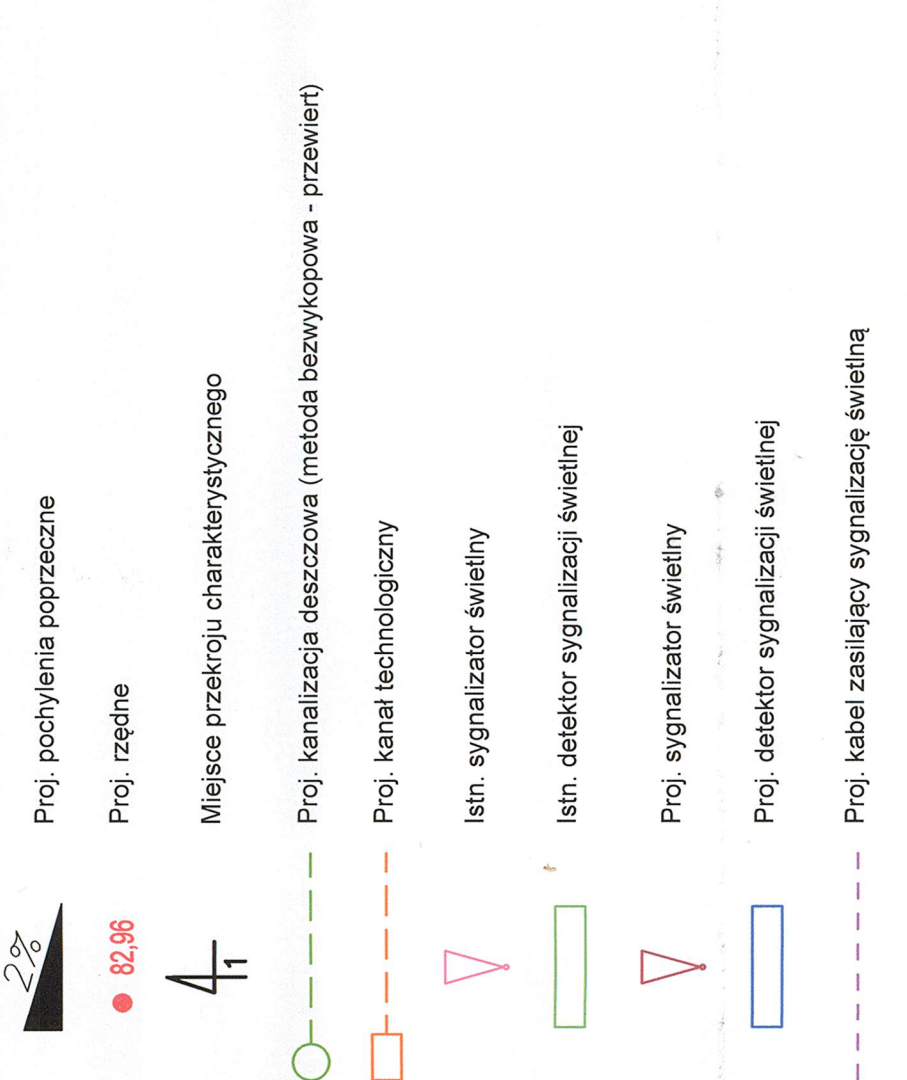 2% Proj. pochylenia poprzeczne
82,96 Proj. rzędne
1 Miejsce przekroju charakterystycznego
Proj. kanalizacja deszczowa (metoda bezwykopowa - przewiert)
Proj. kanał technologiczny
Istn. sygnalizator świetlny
Istn. detektor sygnalizacji świetlnej
Proj. sygnalizator świetlny
Proj. detektor sygnalizacji świetlnej
Proj. kabel zasilający sygnalizację świetlną